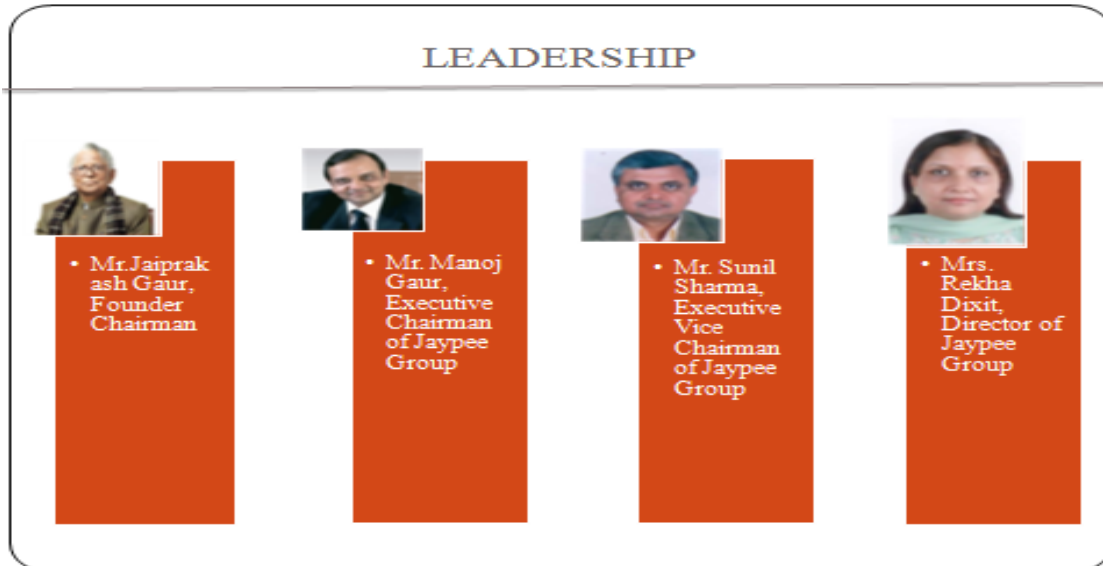 LEADERSHIP
• Mr.Jaiprak
ash Gaur,
Founder
Chairman
• Mr. Manoj
Gaur,
Executive
Chairman
of Jaypee
Group
• Mr. Sunil
Sharma,
Executive
Vice
Chairman
of Jaypee
Group
• Mrs.
Rekha
Dixit,
Director of
Jaypee
Group